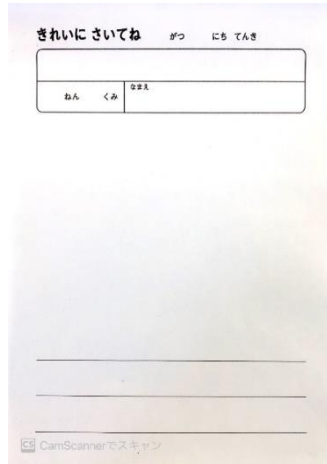 きれいに さいてね がつ にち てんき
なまえ
ねん くみ
CS CamScannerでスキャン